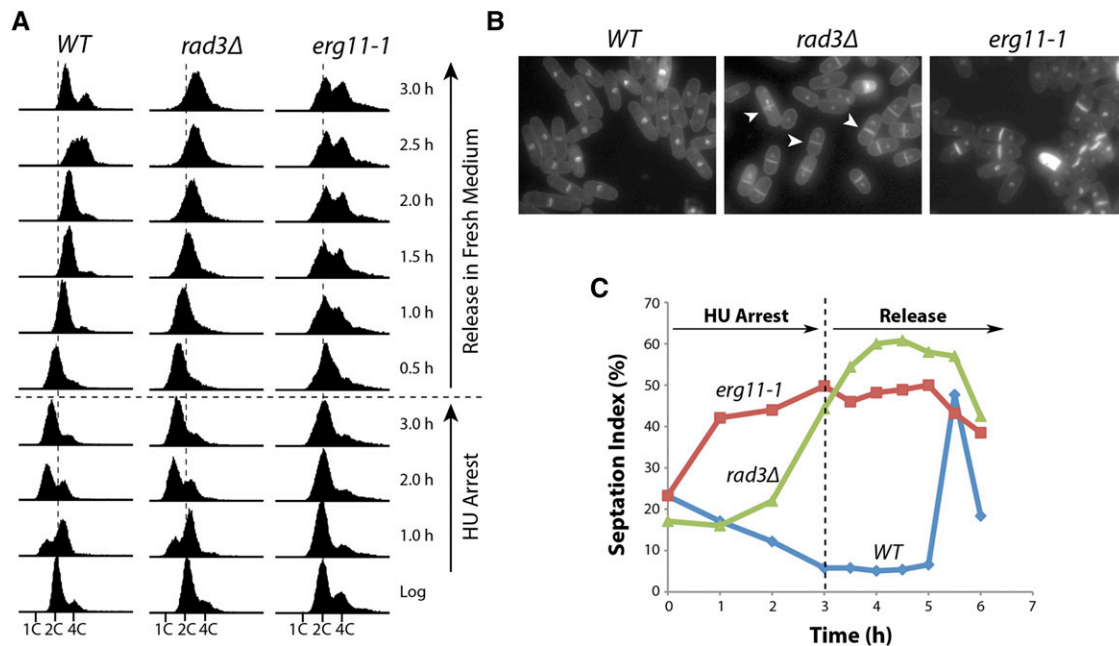 A
WT rad3Δ erg11-1
3.0 h
2.5 h
2.0 h
1.5 h
1.0 h
0.5 h
Release in Fresh Medium
3.0 h
2.0 h
1.0 h
Log
HU Arrest
1C 2C 4C 1C 2C 4C 1C 2C 4C
B
WT rad3Δ erg11-1
C
Septation Index (%)
70
60
50
40
30
20
10
0
HU Arrest Release
erg11-1
rad3Δ
WT
0 1 2 3 4 5 6 7
Time (h)